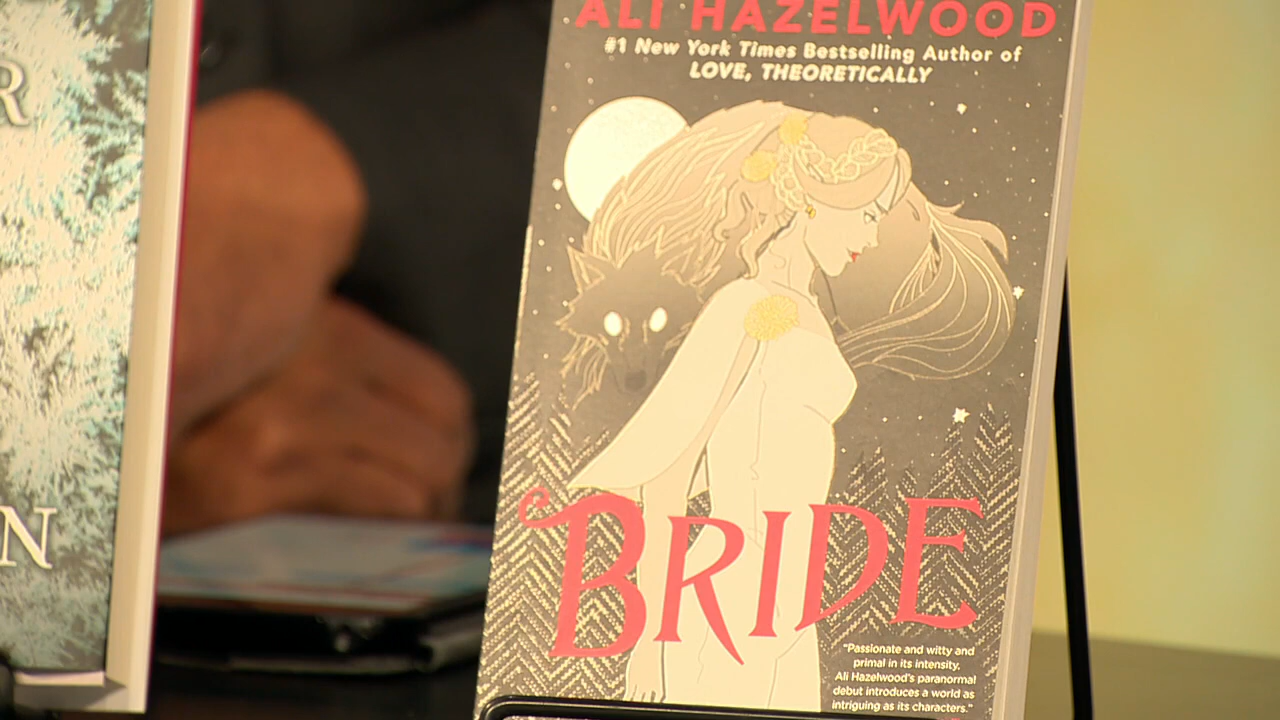 R
N
ALI HAZELWOOD
#1 New York Times Bestselling Author of
LOVE, THEORETICALLY
BRIDE
“Passionate and witty and
primal in its intensity.
Ali Hazelwood's paranormal
debut introduces a world as
intriguing as its characters.”